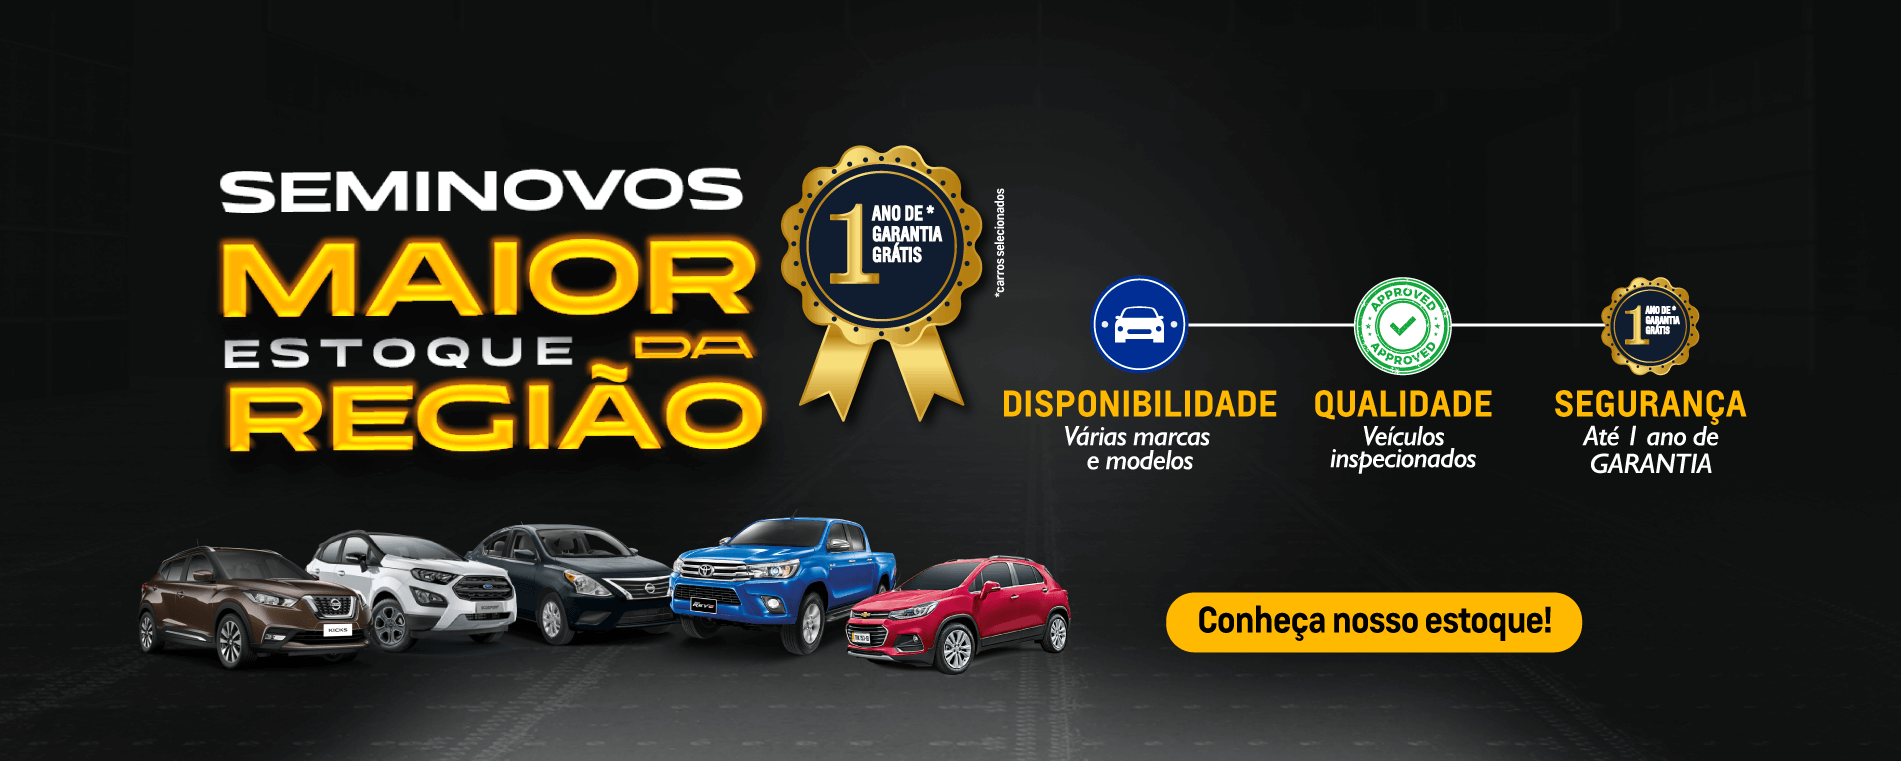 SEMINOVOS
MAIOR
ESTOQUE DA
REGIÃO
1 ANO DE *
GARANTIA
GRÁTIS
*carros selecionados
APPROVED
APPROVED
1 ANO DE *
GARANTIA
GRÁTIS
DISPONIBILIDADE
Várias marcas
e modelos
QUALIDADE
Veículos
inspecionados
SEGURANÇA
Até 1 ano de
GARANTIA
KICKS
Conheça nosso estoque!